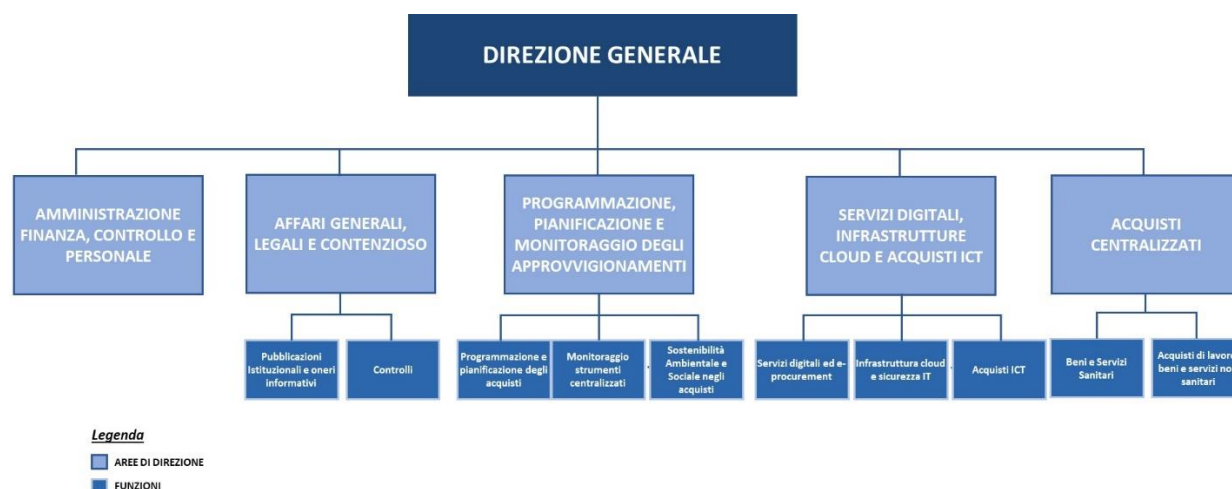 DIREZIONE GENERALE
AMMINISTRAZIONE
FINANZA, CONTROLLO E
PERSONALE
AFFARI GENERALI,
LEGALI E CONTENZIOSO
PROGRAMMAZIONE,
PIANIFICAZIONE E
MONITORAGGIO DEGLI
APPROVVIGIONAMENTI
SERVIZI DIGITALI,
INFRASTRUTTURE
CLOUD E ACQUISTI ICT
ACQUISTI
CENTRALIZZATI
Pubblicazioni
Istituzionali e oneri
informativi
Controlli
Programmazione e
pianificazione degli
acquisti
Monitoraggio
strumenti
centralizzati
Sostenibilità
Ambientale e
Sociale negli
acquisti
Servizi digitali ed e-
procurement
Infrastruttura cloud
e sicurezza IT
Acquisti ICT
Beni e Servizi
Sanitari
Acquisti di
beni e servizi
sanitari
Legenda
AREE DI DIREZIONE
FUNZIONI